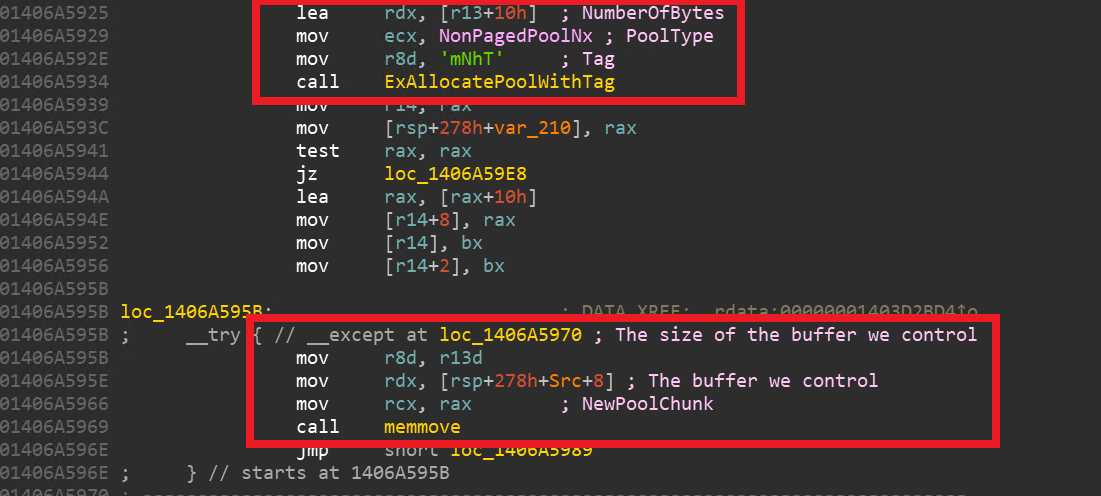 01406A5925 lea rdx, [r13+10h] ; NumberOfBytes
01406A5929 mov ecx, NonPagedPoolNx ; PoolType
01406A592E mov r8d, 'mNhT' ; Tag
01406A5934 call ExAllocatePoolWithTag
01406A5939 mov r14, rax
01406A593C mov [rsp+278h+var_210], rax
01406A5941 test rax, rax
01406A5944 jz loc_1406A59E8
01406A594A lea rax, [rax+10h]
01406A594E mov [r14+8], rax
01406A5952 mov [r14], bx
01406A5956 mov [r14+2], bx
01406A595B
01406A595B loc_1406A595B: ; DATA XREF: .rdata:00000001403D2BD4↑o
01406A595B ; __try { // __except at loc_1406A5970 ; The size of the buffer we control
01406A595B mov r8d, r13d
01406A595E mov rdx, [rsp+278h+Src+8] ; The buffer we control
01406A5966 mov rcx, rax ; NewPoolChunk
01406A5969 call memmove
01406A596E jmp short loc_1406A5989
01406A596E ; } // starts at 1406A595B
01406A5970 ; ---------------------------------------------------------------------------